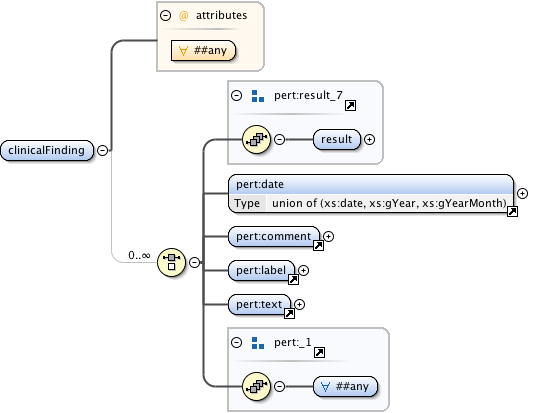 @ attributes
∀ ##any
clinicalFinding
pert:result_7
result
pert:date
Type union of (xs:date, xs:gYear, xs:gYearMonth)
pert:comment
0..∞
pert:label
pert:text
pert:_1
∀ ##any